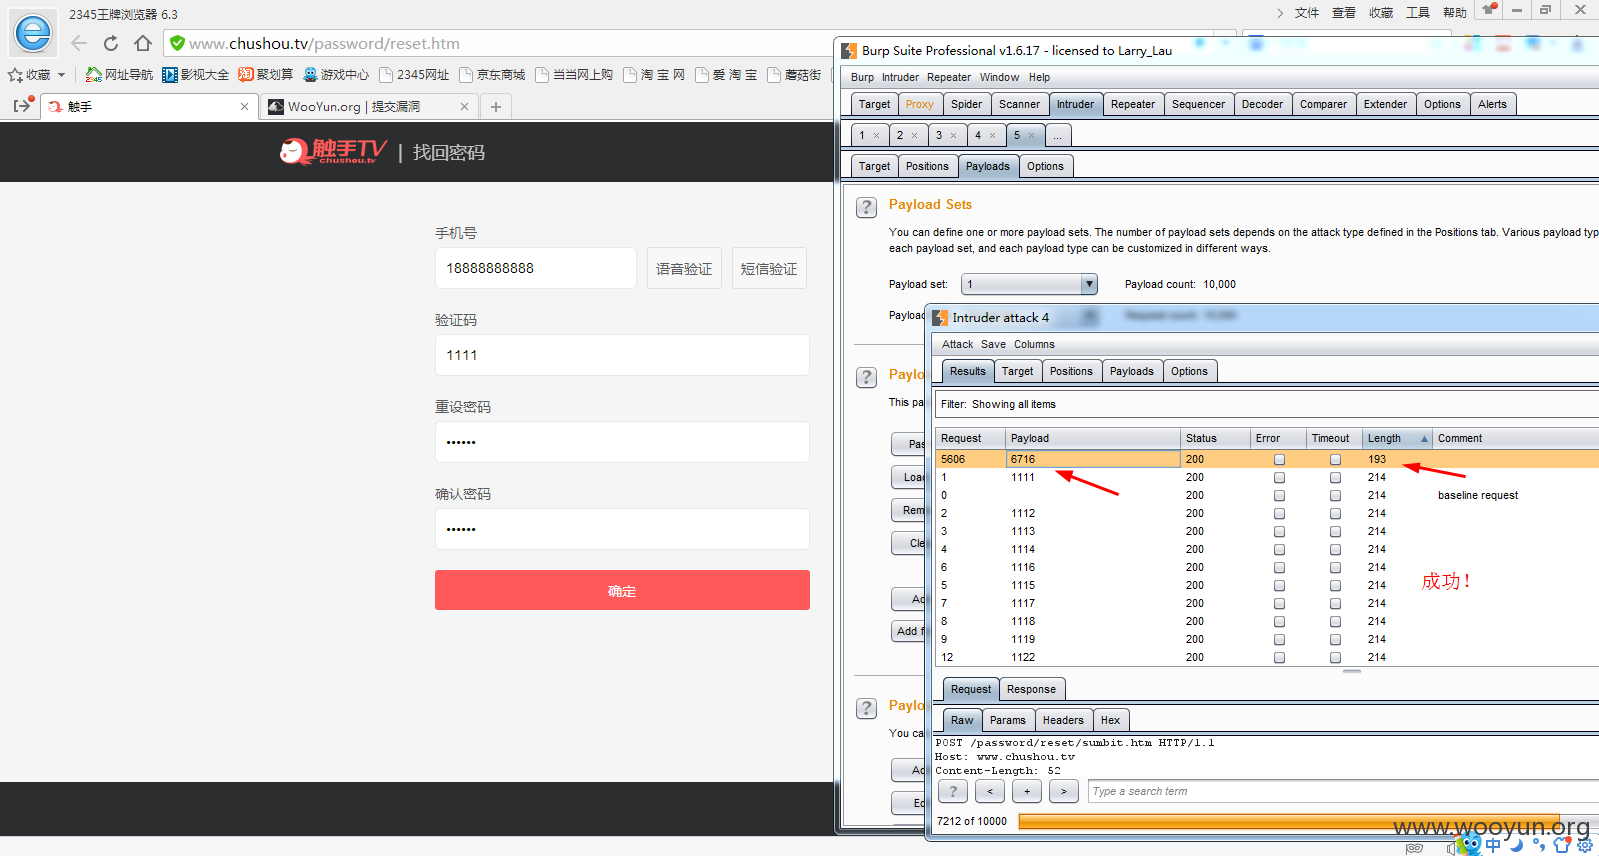 2345王牌浏览器 6.3
文件 查看 收藏 工具 帮助
www.chushou.tv/password/reset.htm
收藏 网址导航 影视大全 聚划算 游戏中心 2345网址 京东商城 当当网上购 淘 宝 网 爱 淘 宝 蘑菇街
触手
WooYun.org | 提交漏洞
触手TV
chushou.tv
| 找回密码
手机号
18888888888
语音验证
短信验证
验证码
1111
重设密码
••••••
确认密码
••••••
确定
Burp Suite Professional v1.6.17 - licensed to Larry_Lau
Burp Intruder Repeater Window Help
Target Proxy Spider Scanner Intruder Repeater Sequencer Decoder Comparer Extender Options Alerts
1 × 2 × 3 × 4 × 5 × ...
Target Positions Payloads Options
? Payload Sets
You can define one or more payload sets. The number of payload sets depends on the attack type defined in the Positions tab. Various payload typ
each payload set, and each payload type can be customized in different ways.
Payload set: 1 Payload count: 10,000
Payloa
Request count: 10,000
? Paylo
This pa
Pas
Loac
Rem
Cle
Ad
Add f
? Paylo
You ca
Ad
Ec
Intruder attack 4
Attack Save Columns
Results Target Positions Payloads Options
Filter: Showing all items
Request Payload Status Error Timeout Length Comment
5606 6716 200 193
1 1111 200 214
0 200 214 baseline request
2 1112 200 214
3 1113 200 214
4 1114 200 214
6 1116 200 214
5 1115 200 214
7 1117 200 214
8 1118 200 214
9 1119 200 214
12 1122 200 214
成功！
Request Response
Raw Params Headers Hex
POST /password/reset/sumbit.htm HTTP/1.1
Host: www.chushou.tv
Content-Length: 52
? < + > Type a search term
7212 of 10000
www.wooyun.org
中